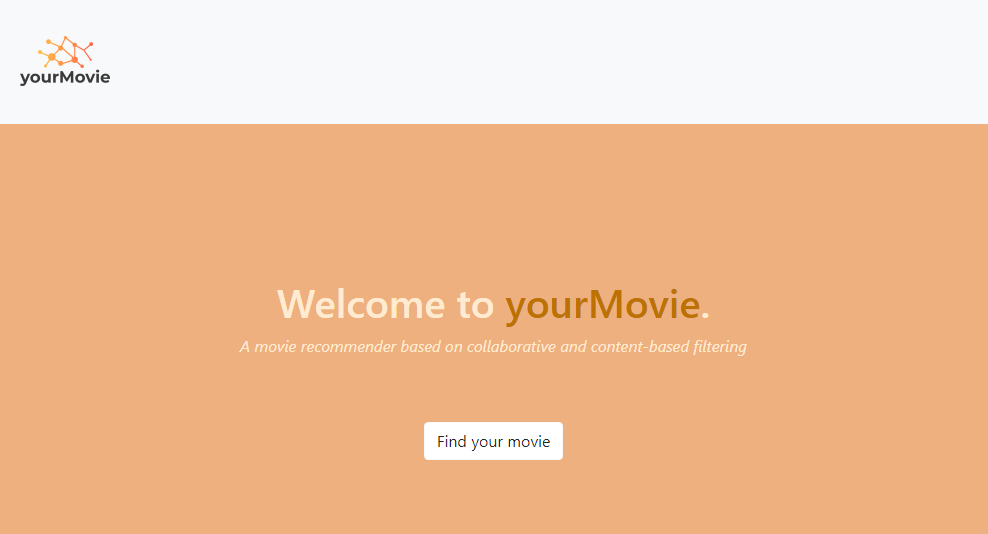 yourMovie
Welcome to yourMovie.
A movie recommender based on collaborative and content-based filtering
Find your movie